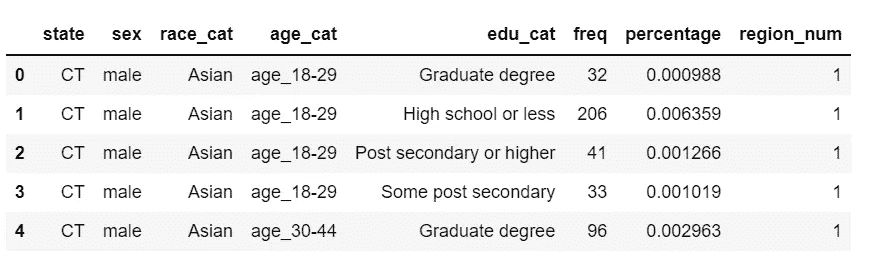 state sex race_cat age_cat edu_cat freq percentage region_num
0 CT male Asian age_18-29 Graduate degree 32 0.000988 1
1 CT male Asian age_18-29 High school or less 206 0.006359 1
2 CT male Asian age_18-29 Post secondary or higher 41 0.001266 1
3 CT male Asian age_18-29 Some post secondary 33 0.001019 1
4 CT male Asian age_30-44 Graduate degree 96 0.002963 1